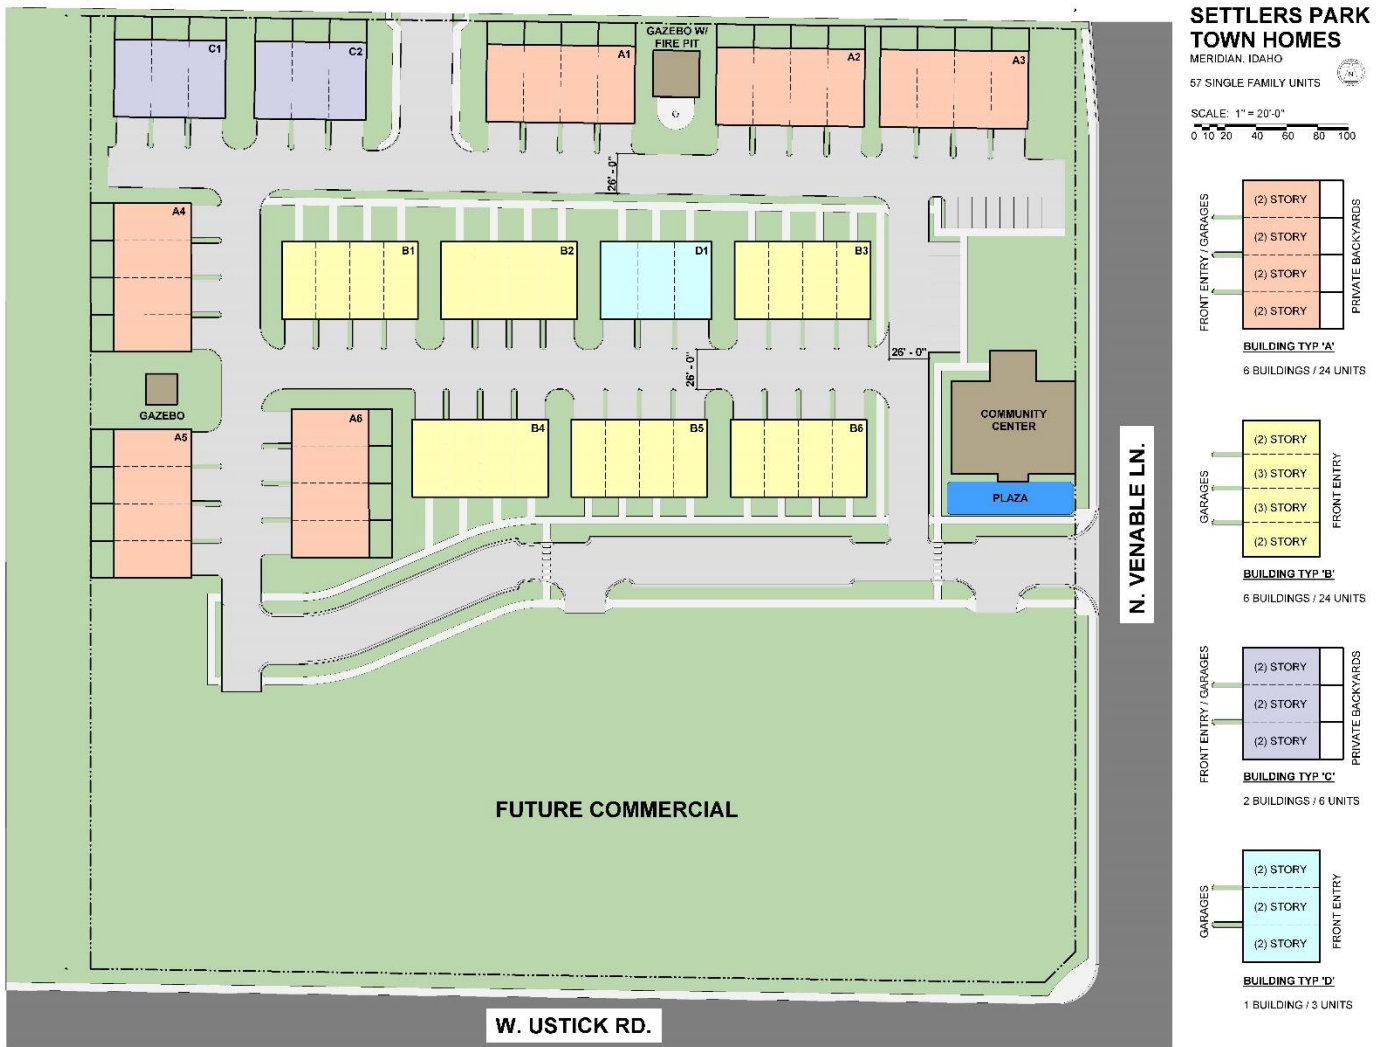 SETTLERS PARK
TOWN HOMES
MERIDIAN, IDAHO
57 SINGLE FAMILY UNITS
N
SCALE: 1" = 20'-0"
0 10 20 40 60 80 100
C1
C2
A1
GAZEBO W/
FIRE PIT
A2
A3
26' - 0"
A4
B1
B2
D1
B3
26' - 0"
26' - 0"
GAZEBO
A5
A6
B4
B5
B6
COMMUNITY
CENTER
PLAZA
N. VENABLE LN.
FUTURE COMMERCIAL
W. USTICK RD.
FRONT ENTRY / GARAGES
(2) STORY
(2) STORY
(2) STORY
(2) STORY
PRIVATE BACKYARDS
BUILDING TYP 'A'
6 BUILDINGS / 24 UNITS
GARAGES
(2) STORY
(3) STORY
(3) STORY
(2) STORY
FRONT ENTRY
BUILDING TYP 'B'
6 BUILDINGS / 24 UNITS
FRONT ENTRY / GARAGES
(2) STORY
(2) STORY
(2) STORY
PRIVATE BACKYARDS
BUILDING TYP 'C'
2 BUILDINGS / 6 UNITS
GARAGES
(2) STORY
(2) STORY
(2) STORY
FRONT ENTRY
BUILDING TYP 'D'
1 BUILDING / 3 UNITS